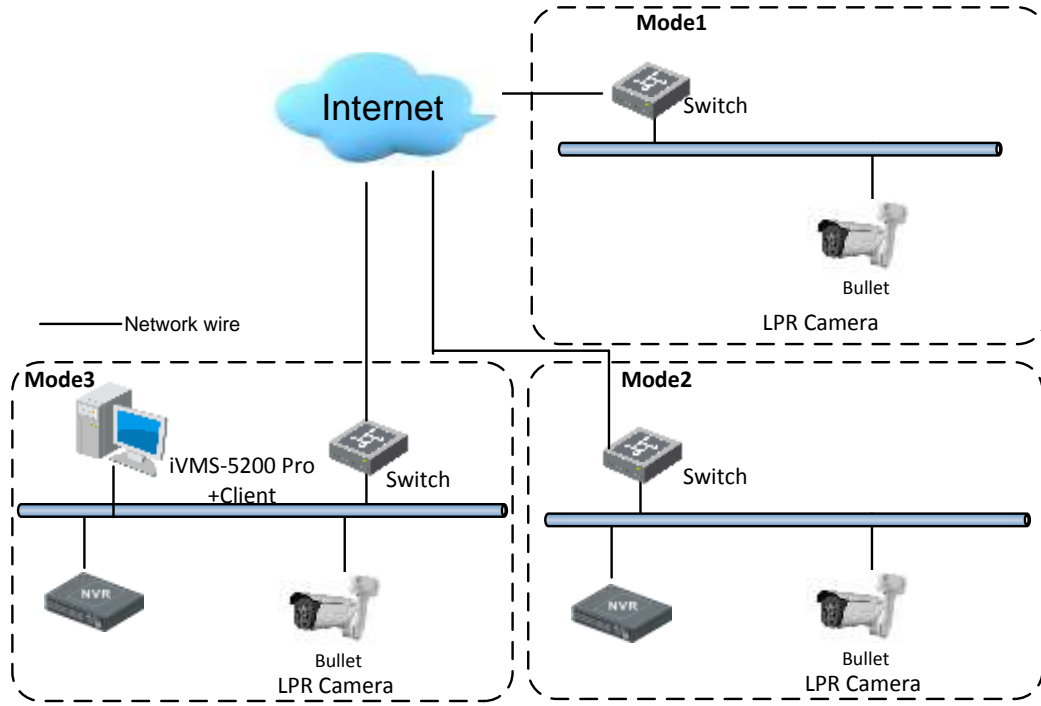 Mode1
Internet
Switch
Bullet
LPR Camera
Network wire
Mode3
iVMS-5200 Pro
+Client
Switch
NVR
Bullet
LPR Camera
Mode2
Switch
NVR
Bullet
LPR Camera